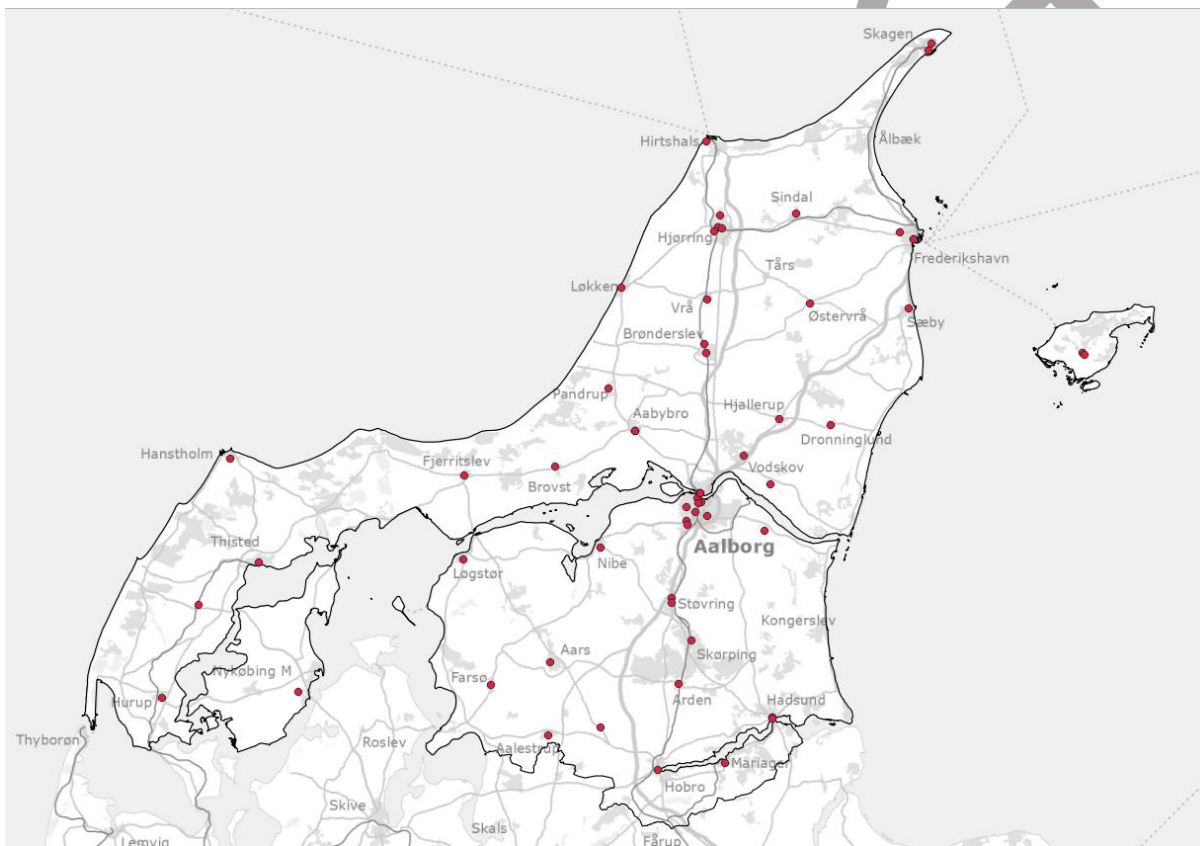 Skagen
Hirtshals
Ålbæk
Sindal
Hjørring
Frederikshavn
Tårs
Løkken
Vrå
Østervrå
Sæby
Brønderslev
Pandrup
Hjallerup
Aabybro
Dronninglund
Hanstholm
Fjerritslev
Vodskov
Brovst
Thisted
Aalborg
Nibe
Løgstør
Støvring
Kongerslev
Skørping
Aars
Nykøbing M
Farsø
Arden
Hadsund
Hurup
Thyborøn
Roslev
Aalestrup
Mariager
Hobro
Skive
Skals
Fårup
Lemvig